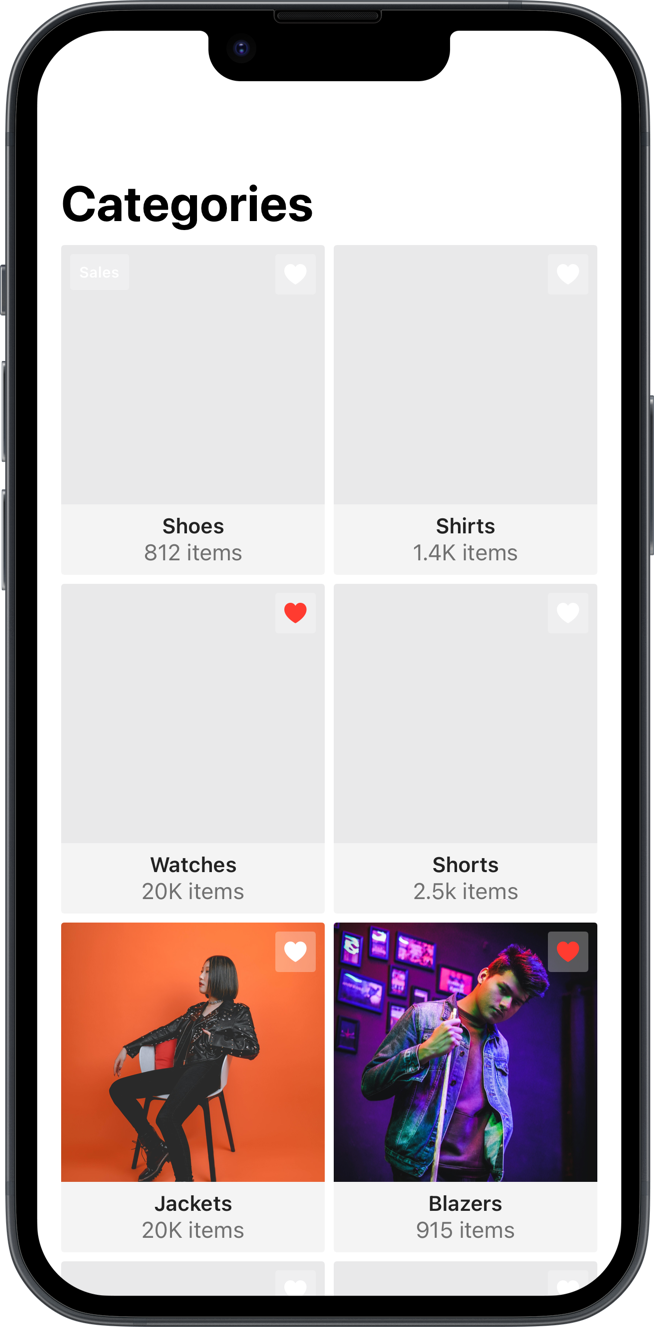 Categories
Sales
Shoes
812 items
Shirts
1.4K items
Watches
20K items
Shorts
2.5k items
Jackets
20K items
Blazers
915 items